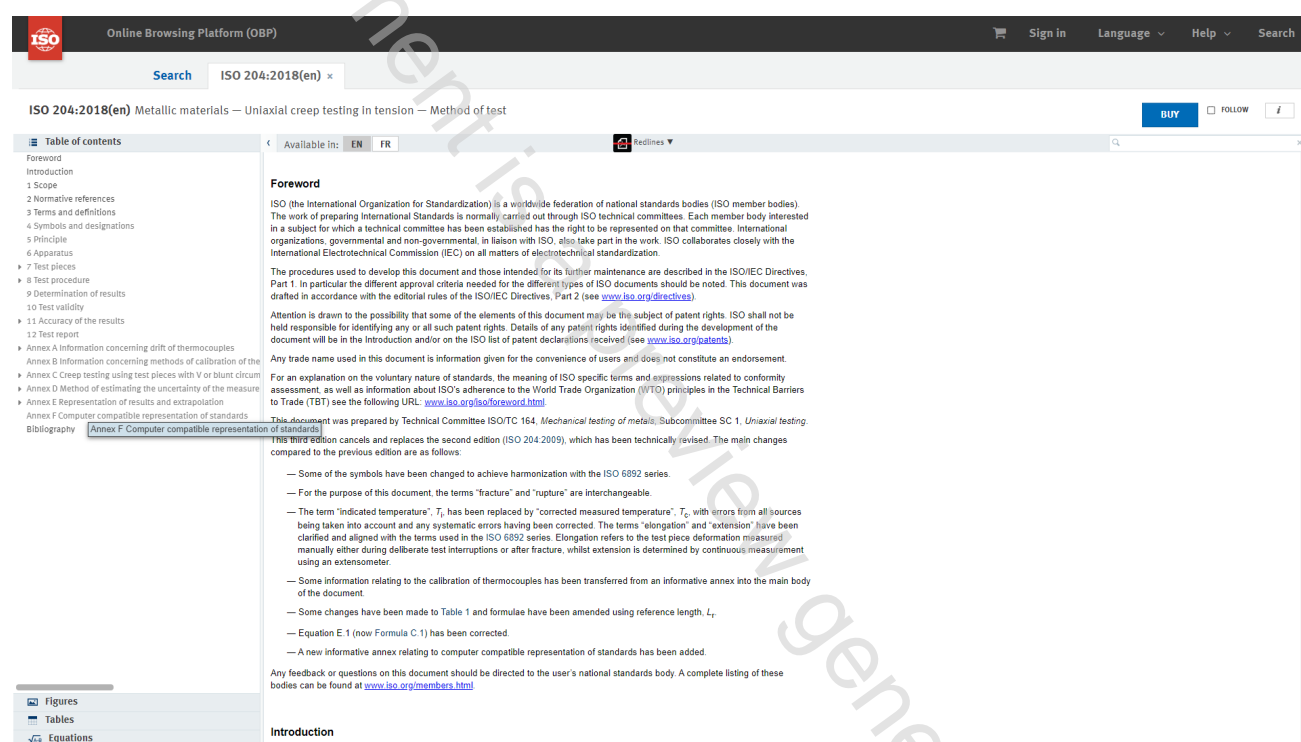 ISO
Online Browsing Platform (OBP)
Sign in
Language
Help
Search
Search
ISO 204:2018(en) ×
ISO 204:2018(en) Metallic materials — Uniaxial creep testing in tension — Method of test
BUY
FOLLOW
i
Table of contents
Available in: EN FR
Redlines ▼
Foreword
Introduction
1 Scope
2 Normative references
3 Terms and definitions
4 Symbols and designations
5 Principle
6 Apparatus
7 Test pieces
8 Test procedure
9 Determination of results
10 Test validity
11 Accuracy of the results
12 Test report
Annex A Information concerning drift of thermocouples
Annex B Information concerning methods of calibration of the
Annex C Creep testing using test pieces with V or blunt circum
Annex D Method of estimating the uncertainty of the measure
Annex E Representation of results and extrapolation
Annex F Computer compatible representation of standards
Bibliography
Annex F Computer compatible representation of standards
Figures
Tables
Equations
Foreword
ISO (the International Organization for Standardization) is a worldwide federation of national standards bodies (ISO member bodies).
The work of preparing International Standards is normally carried out through ISO technical committees. Each member body interested
in a subject for which a technical committee has been established has the right to be represented on that committee. International
organizations, governmental and non-governmental, in liaison with ISO, also take part in the work. ISO collaborates closely with the
International Electrotechnical Commission (IEC) on all matters of electrotechnical standardization.
The procedures used to develop this document and those intended for its further maintenance are described in the ISO/IEC Directives,
Part 1. In particular the different approval criteria needed for the different types of ISO documents should be noted. This document was
drafted in accordance with the editorial rules of the ISO/IEC Directives, Part 2 (see www.iso.org/directives).
Attention is drawn to the possibility that some of the elements of this document may be the subject of patent rights. ISO shall not be
held responsible for identifying any or all such patent rights. Details of any patent rights identified during the development of the
document will be in the Introduction and/or on the ISO list of patent declarations received (see www.iso.org/patents).
Any trade name used in this document is information given for the convenience of users and does not constitute an endorsement.
For an explanation on the voluntary nature of standards, the meaning of ISO specific terms and expressions related to conformity
assessment, as well as information about ISO's adherence to the World Trade Organization (WTO) principles in the Technical Barriers
to Trade (TBT) see the following URL: www.iso.org/iso/foreword.html.
This document was prepared by Technical Committee ISO/TC 164, Mechanical testing of metals, Subcommittee SC 1, Uniaxial testing.
This third edition cancels and replaces the second edition (ISO 204:2009), which has been technically revised. The main changes
compared to the previous edition are as follows:
— Some of the symbols have been changed to achieve harmonization with the ISO 6892 series.
— For the purpose of this document, the terms “fracture” and “rupture” are interchangeable.
— The term “indicated temperature”, Ti, has been replaced by “corrected measured temperature”, Tc, with errors from all sources
being taken into account and any systematic errors having been corrected. The terms “elongation” and “extension” have been
clarified and aligned with the terms used in the ISO 6892 series. Elongation refers to the test piece deformation measured
manually either during deliberate test interruptions or after fracture, whilst extension is determined by continuous measurement
using an extensometer.
— Some information relating to the calibration of thermocouples has been transferred from an informative annex into the main body
of the document.
— Some changes have been made to Table 1 and formulae have been amended using reference length, Lr.
— Equation E.1 (now Formula C.1) has been corrected.
— A new informative annex relating to computer compatible representation of standards has been added.
Any feedback or questions on this document should be directed to the user's national standards body. A complete listing of these
bodies can be found at www.iso.org/members.html.
Introduction
is a preview